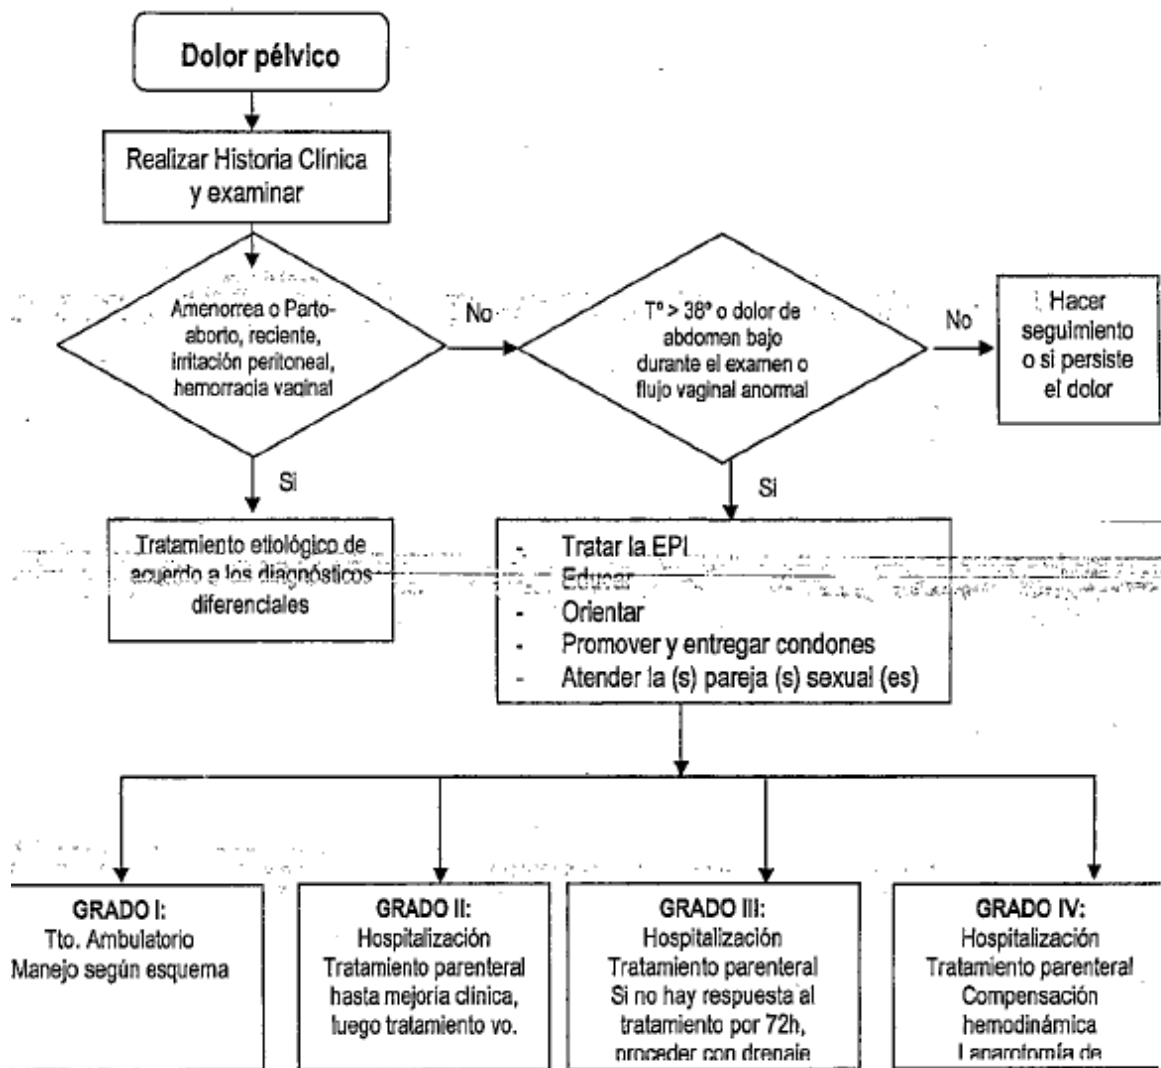 Dolor pélvico
Realizar Historia Clínica
y examinar
Amenorrea o Parto-
aborto, reciente,
irritación peritoneal,
hemorragia vaginal
No
Tº > 38º o dolor de
abdomen bajo
durante el examen o
flujo vaginal anormal
No
Hacer
seguimiento
o si persiste
el dolor
Si
Si
Tratamiento etiológico de
acuerdo a los diagnósticos
diferenciales
- Tratar la EPI
- Educar
- Orientar
- Promover y entregar condones
- Atender la (s) pareja (s) sexual (es)
GRADO I:
Tto. Ambulatorio
Manejo según esquema
GRADO II:
Hospitalización
Tratamiento parenteral
hasta mejoría clínica,
luego tratamiento vo.
GRADO III:
Hospitalización
Tratamiento parenteral
Si no hay respuesta al
tratamiento por 72h,
proceder con drenaje
GRADO IV:
Hospitalización
Tratamiento parenteral
Compensación
hemodinámica
Laparotomía de